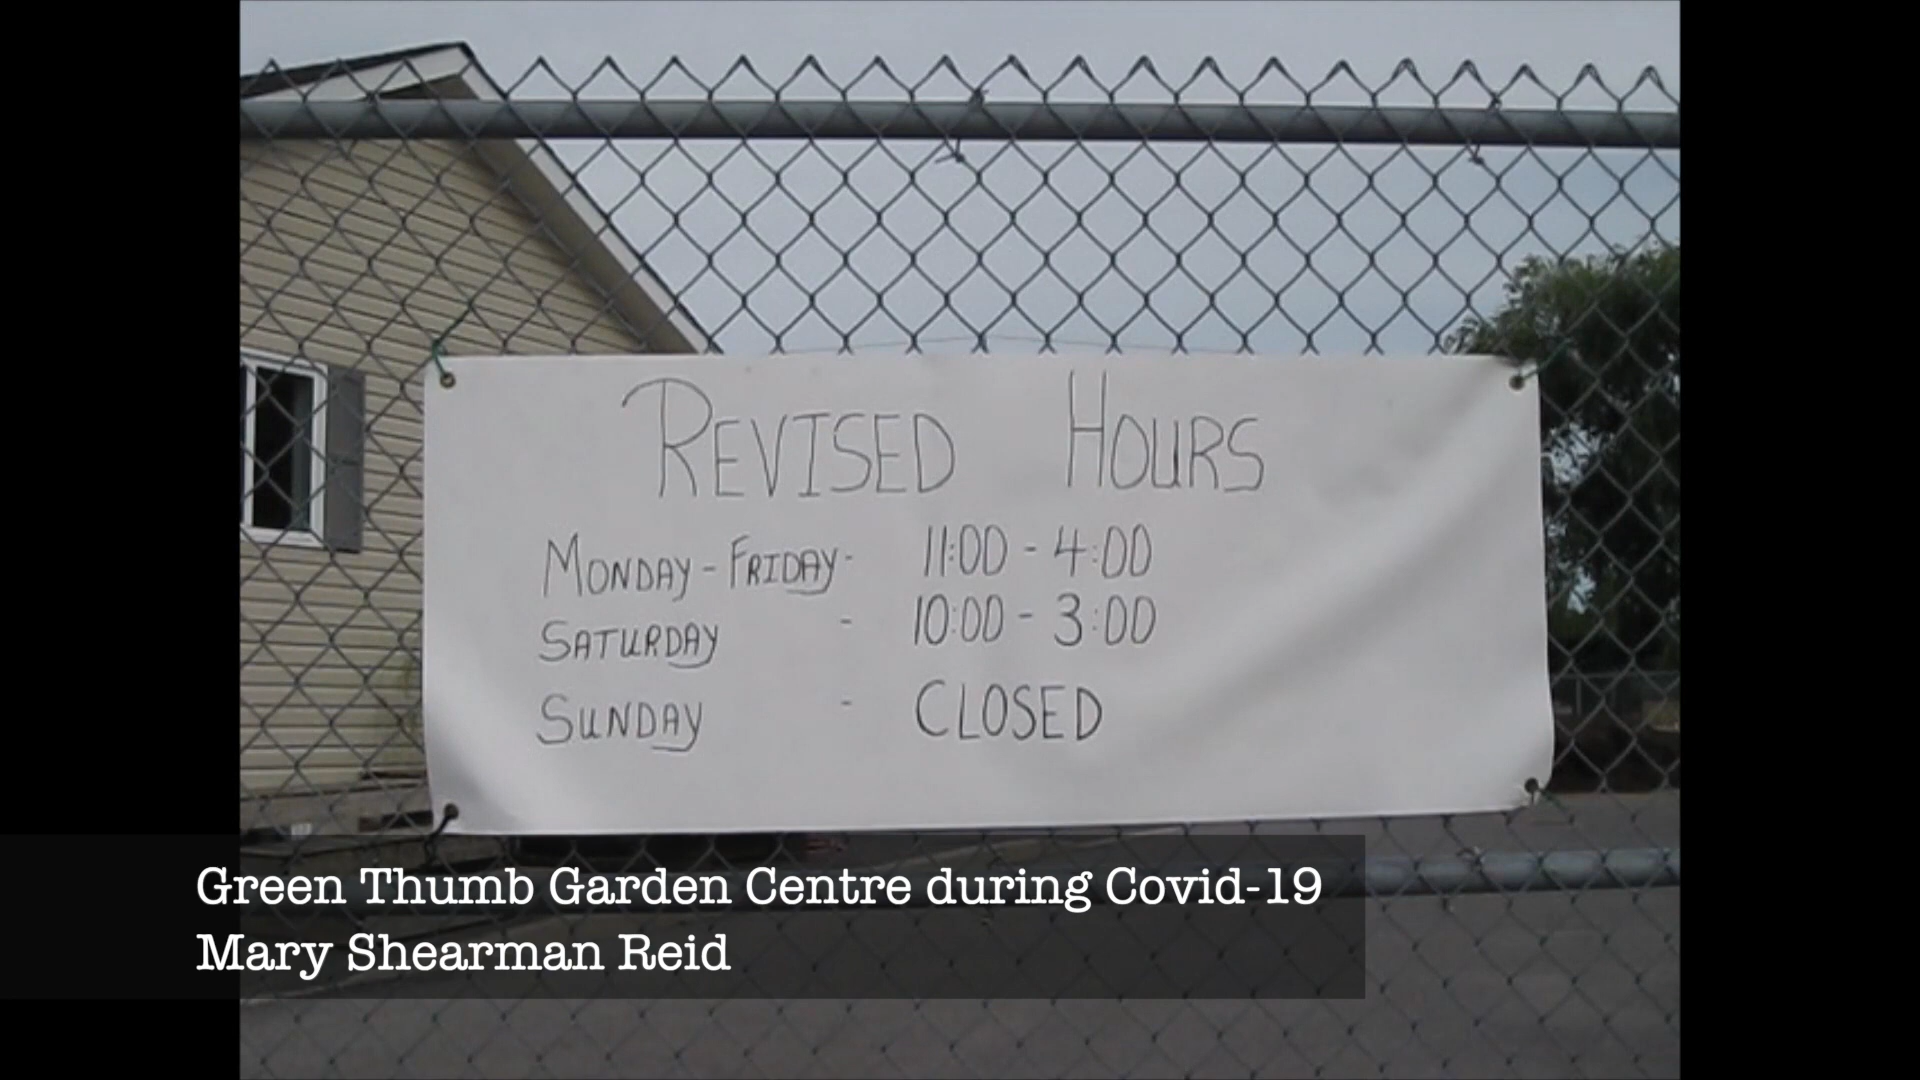 REVISED HOURS
MONDAY - FRIDAY - 11:00 - 4:00
SATURDAY - 10:00 - 3:00
SUNDAY - CLOSED
Green Thumb Garden Centre during Covid-19
Mary Shearman Reid